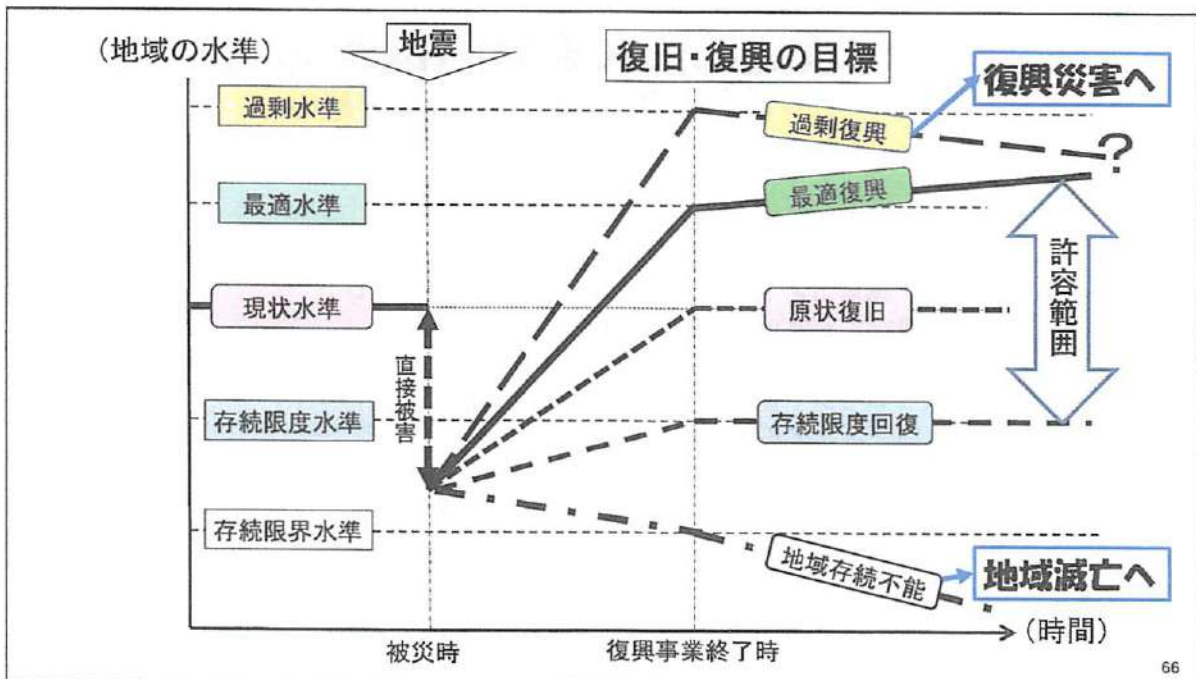 （地域の水準）
地震
復旧・復興の目標
復興災害へ
過剰水準
過剰復興
?
最適水準
最適復興
許容範囲
現状水準
原状復旧
直接被害
存続限度水準
存続限度回復
存続限界水準
地域存続不能
地域滅亡へ
（時間）
被災時
復興事業終了時
66